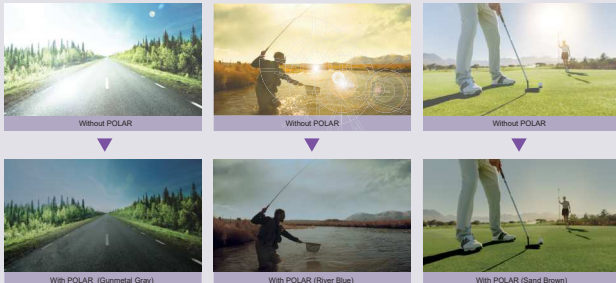 Without POLAR
Without POLAR
Without POLAR
With POLAR (Gunmetal Gray)
With POLAR (River Blue)
With POLAR (Sand Brown)